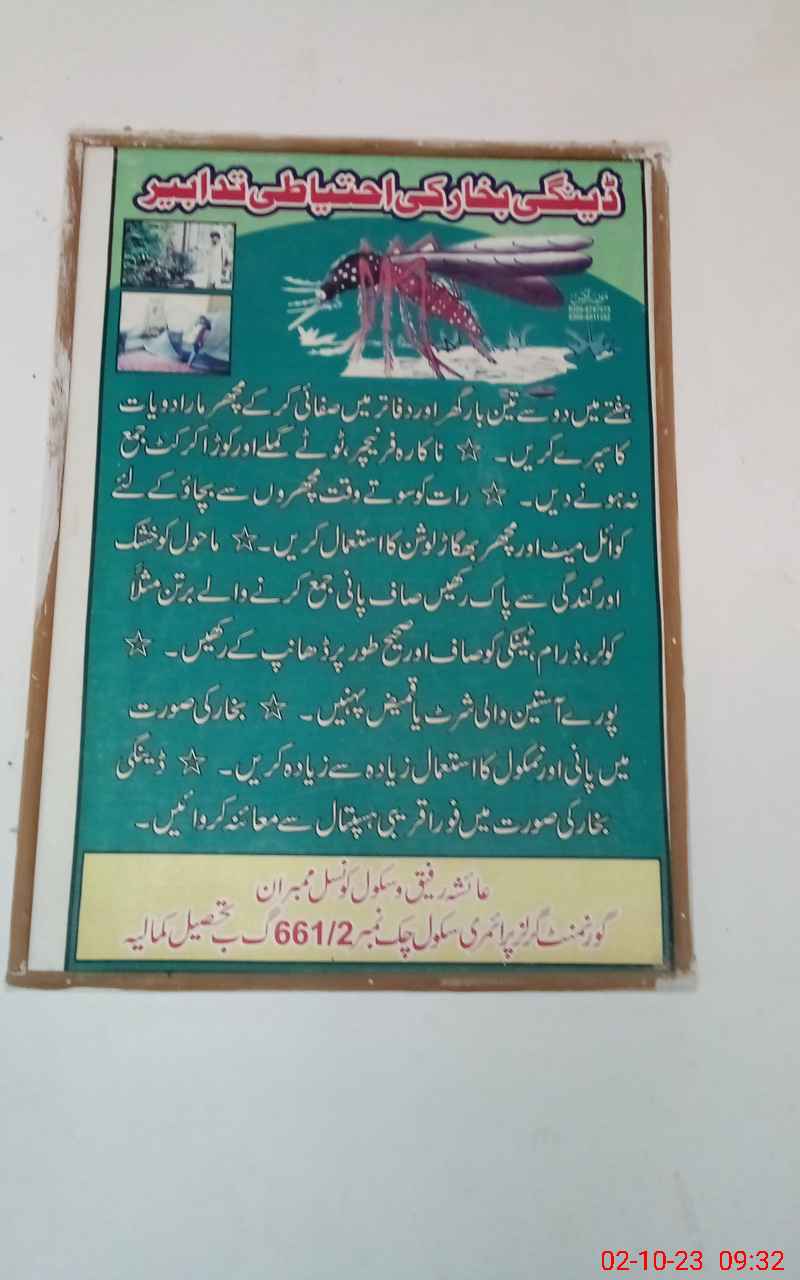 ڈینگی بخار کی احتیاطی تدابیر
ہفتے میں دو سے تین بار گھر اور دفاتر میں صفائی کر کے مچھر مار ادویات
کا سپرے کریں۔ ☆ ناکارہ فرنیچر، ٹوٹے گملے اور کوڑا کرکٹ جمع
نہ ہونے دیں۔ ☆ رات کو سوتے وقت مچھروں سے بچاؤ کے لئے
کوائل میٹ اور مچھر بھگاؤ لوشن کا استعمال کریں۔ ☆ ماحول کو خشک
اور گندگی سے پاک رکھیں صاف پانی جمع کرنے والے برتن مثلاً
کولر، ڈرام، ٹینکی کو صاف اور صحیح طور پر ڈھانپ کے رکھیں۔ ☆
پورے آستین والی شرٹ یا قمیض پہنیں۔ ☆ بخار کی صورت
میں پانی اور نمکول کا استعمال زیادہ سے زیادہ کریں۔ ☆ ڈینگی
بخار کی صورت میں فورا قریبی ہسپتال سے معائنہ کروائیں۔
عائشہ رفیق و سکول کونسل ممبران
گورنمنٹ گرلز پرائمری سکول چک نمبر 661/2 گ ب تحصیل کمالیہ
02-10-23 09:32